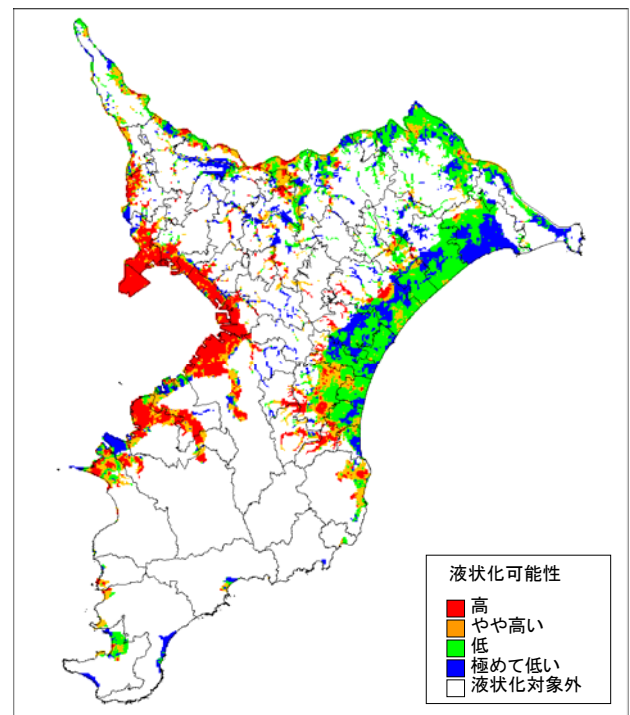 液状化可能性
高
やや高い
低
極めて低い
液状化対象外